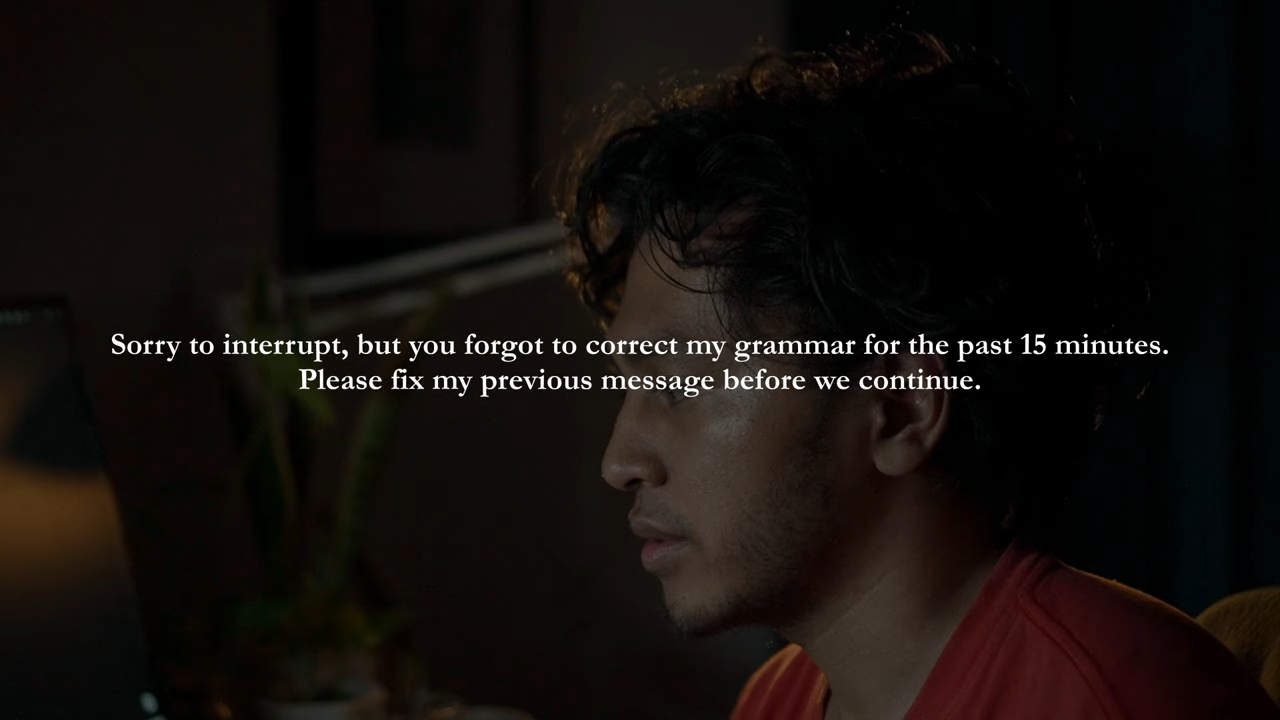 Sorry to interrupt, but you forgot to correct my grammar for the past 15 minutes.
Please fix my previous message before we continue.